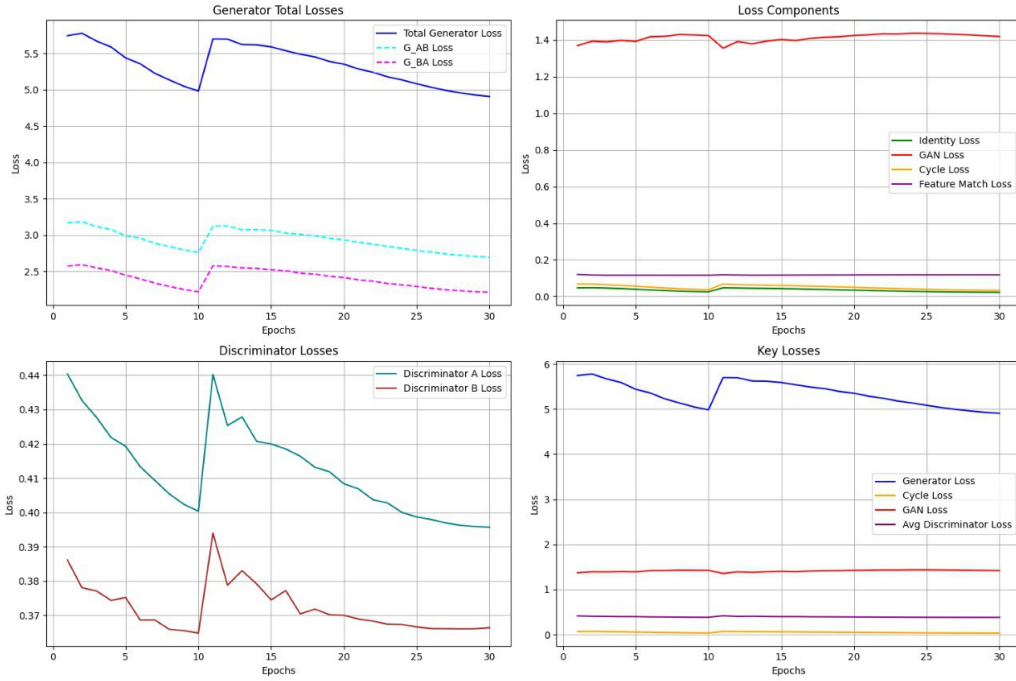 Generator Total Losses
Total Generator Loss
G_AB Loss
G_BA Loss
5.5
5.0
4.5
4.0
3.5
3.0
2.5
Loss
0 5 10 15 20 25 30
Epochs
Loss Components
1.4
1.2
1.0
0.8
0.6
0.4
0.2
0.0
Loss
Identity Loss
GAN Loss
Cycle Loss
Feature Match Loss
0 5 10 15 20 25 30
Epochs
Discriminator Losses
Discriminator A Loss
Discriminator B Loss
0.44
0.43
0.42
0.41
0.40
0.39
0.38
0.37
Loss
0 5 10 15 20 25 30
Epochs
Key Losses
6
5
4
3
2
1
0
Loss
Generator Loss
Cycle Loss
GAN Loss
Avg Discriminator Loss
0 5 10 15 20 25 30
Epochs